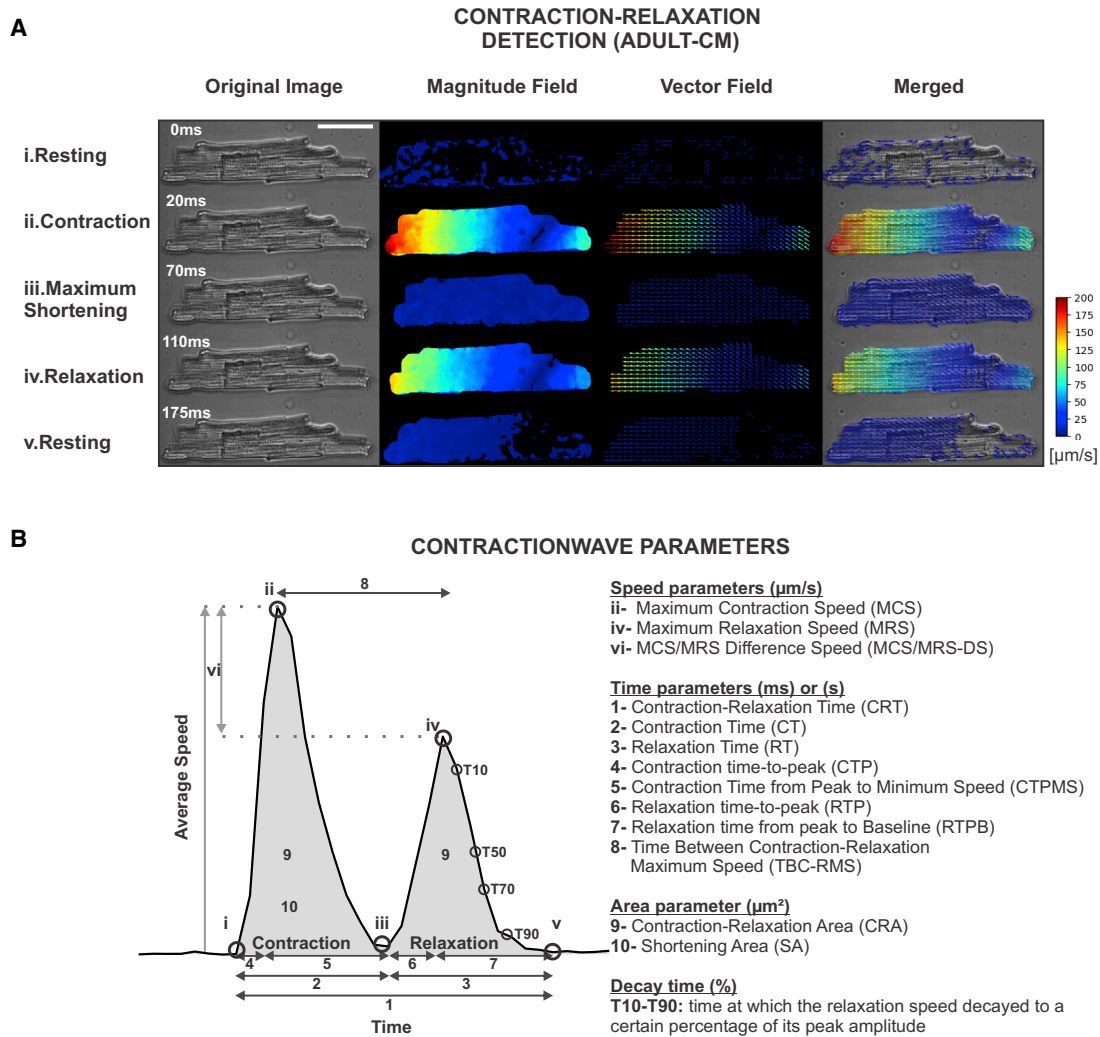 A
CONTRACTION-RELAXATION
DETECTION (ADULT-CM)
Original Image
Magnitude Field
Vector Field
Merged
i.Resting
0ms
ii.Contraction
20ms
iii.Maximum
Shortening
70ms
iv.Relaxation
110ms
v.Resting
175ms
200
175
150
125
100
75
50
25
0
[µm/s]
B
CONTRACTIONWAVE PARAMETERS
ii
8
vi
iv
T10
T50
T70
T90
9
9
10
i
iii
v
Contraction
Relaxation
4
5
6
7
2
3
1
Time
Average Speed
Speed parameters (µm/s)
ii- Maximum Contraction Speed (MCS)
iv- Maximum Relaxation Speed (MRS)
vi- MCS/MRS Difference Speed (MCS/MRS-DS)
Time parameters (ms) or (s)
1- Contraction-Relaxation Time (CRT)
2- Contraction Time (CT)
3- Relaxation Time (RT)
4- Contraction time-to-peak (CTP)
5- Contraction Time from Peak to Minimum Speed (CTPMS)
6- Relaxation time-to-peak (RTP)
7- Relaxation time from peak to Baseline (RTPB)
8- Time Between Contraction-Relaxation
Maximum Speed (TBC-RMS)
Area parameter (µm²)
9- Contraction-Relaxation Area (CRA)
10- Shortening Area (SA)
Decay time (%)
T10-T90: time at which the relaxation speed decayed to a
certain percentage of its peak amplitude